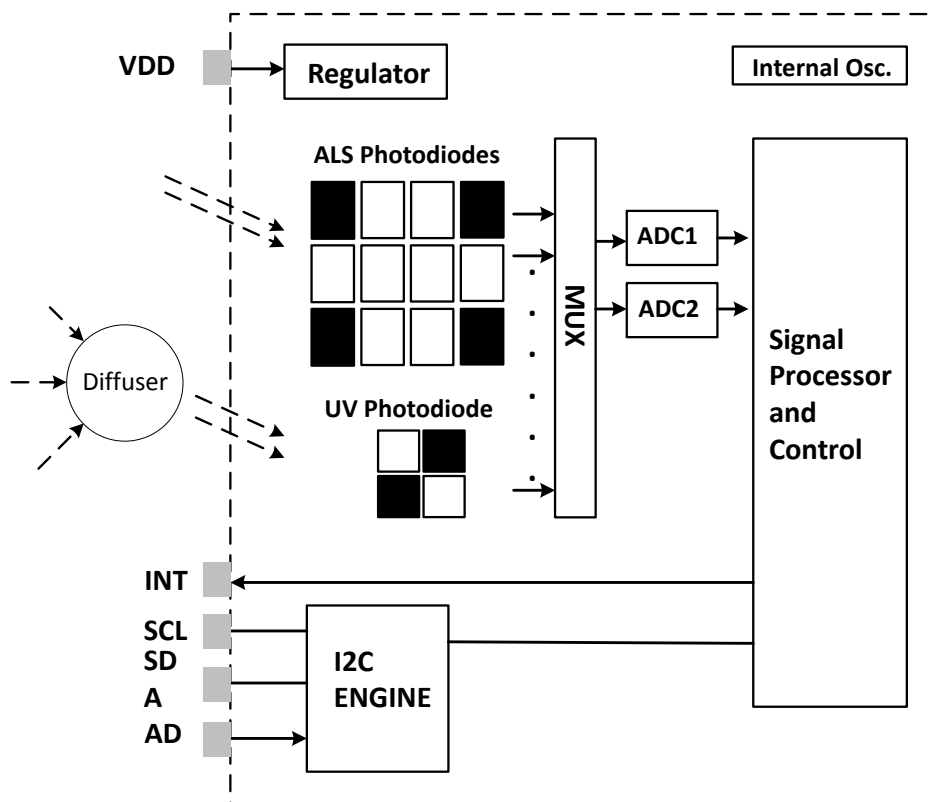 VDD
Regulator
Internal Osc.
ALS Photodiodes
MUX
ADC1
ADC2
Signal
Processor
and
Control
Diffuser
UV Photodiode
INT
SCL
SD
A
AD
I2C
ENGINE